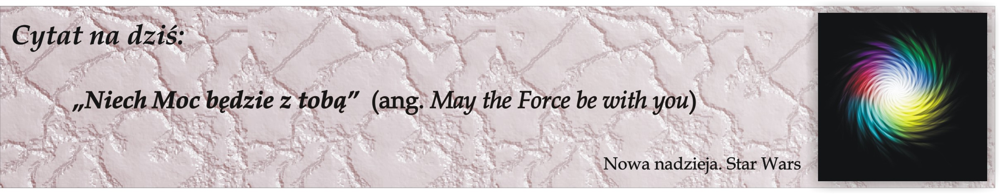 Cytat na dziś:
„Niech Moc będzie z tobą” (ang. May the Force be with you)
Nowa nadzieja. Star Wars